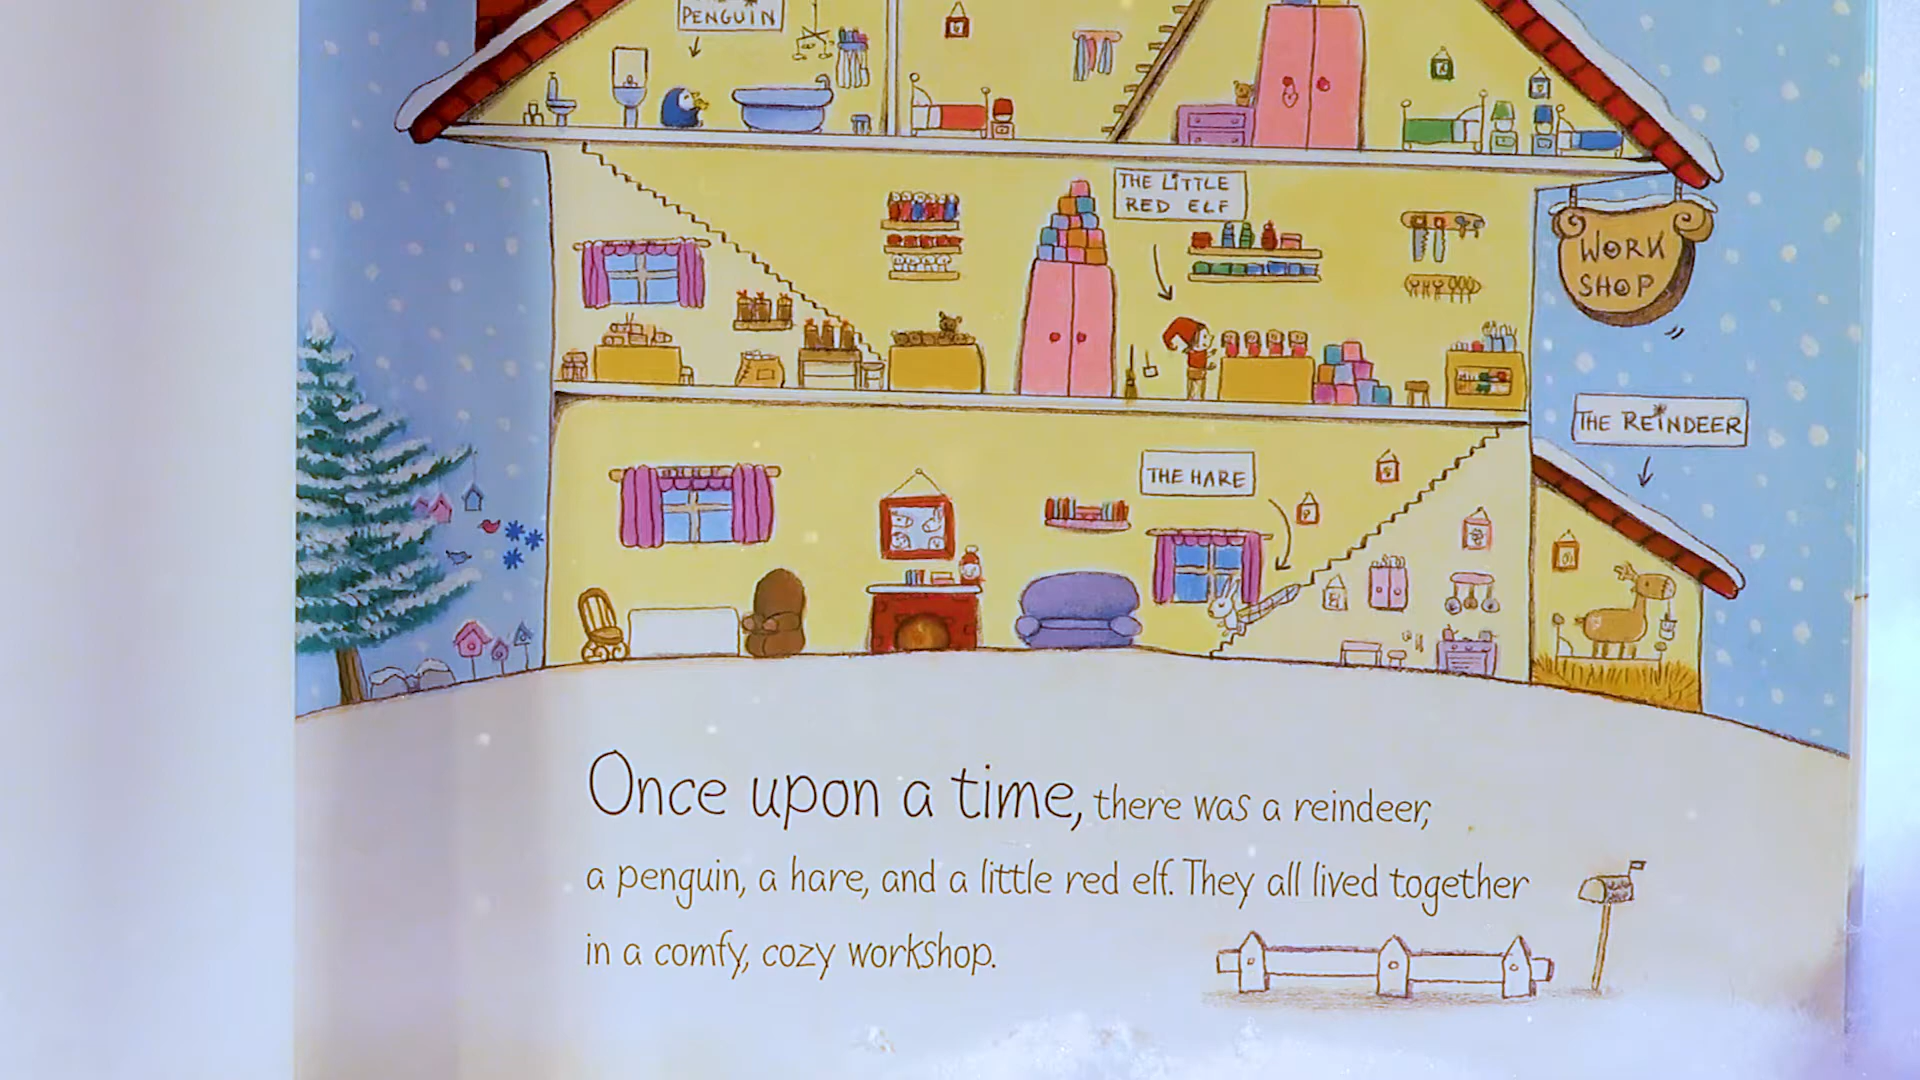 PENGUIN
THE LITTLE
RED ELF
WORK
SHOP
THE REINDEER
THE HARE
Once upon a time, there was a reindeer,
a penguin, a hare, and a little red elf. They all lived together
in a comfy, cozy workshop.